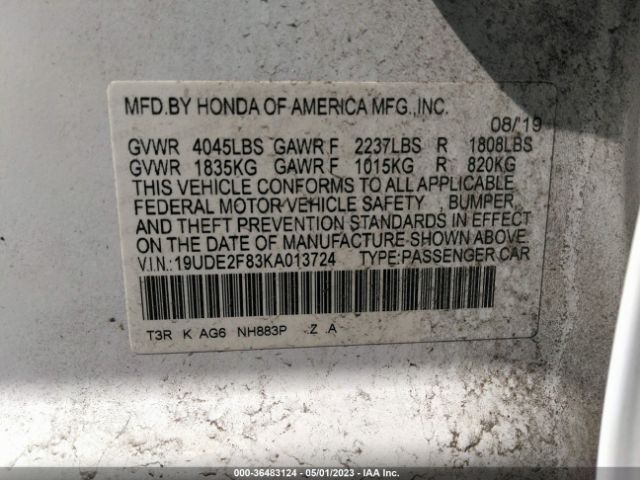 MFD.BY HONDA OF AMERICA MFG.,INC.
08/19
GVWR 4045LBS GAWR F 2237LBS R 1808LBS
GVWR 1835KG GAWR F 1015KG R 820KG
THIS VEHICLE CONFORMS TO ALL APPLICABLE
FEDERAL MOTOR VEHICLE SAFETY BUMPER,
AND THEFT PREVENTION STANDARDS IN EFFECT
ON THE DATE OF MANUFACTURE SHOWN ABOVE.
V.I.N.:19UDE2F83KA013724 TYPE:PASSENGER CAR
T3R K AG6 NH883P .Z .A
000-36483124 — 05/01/2023 — IAA Inc.